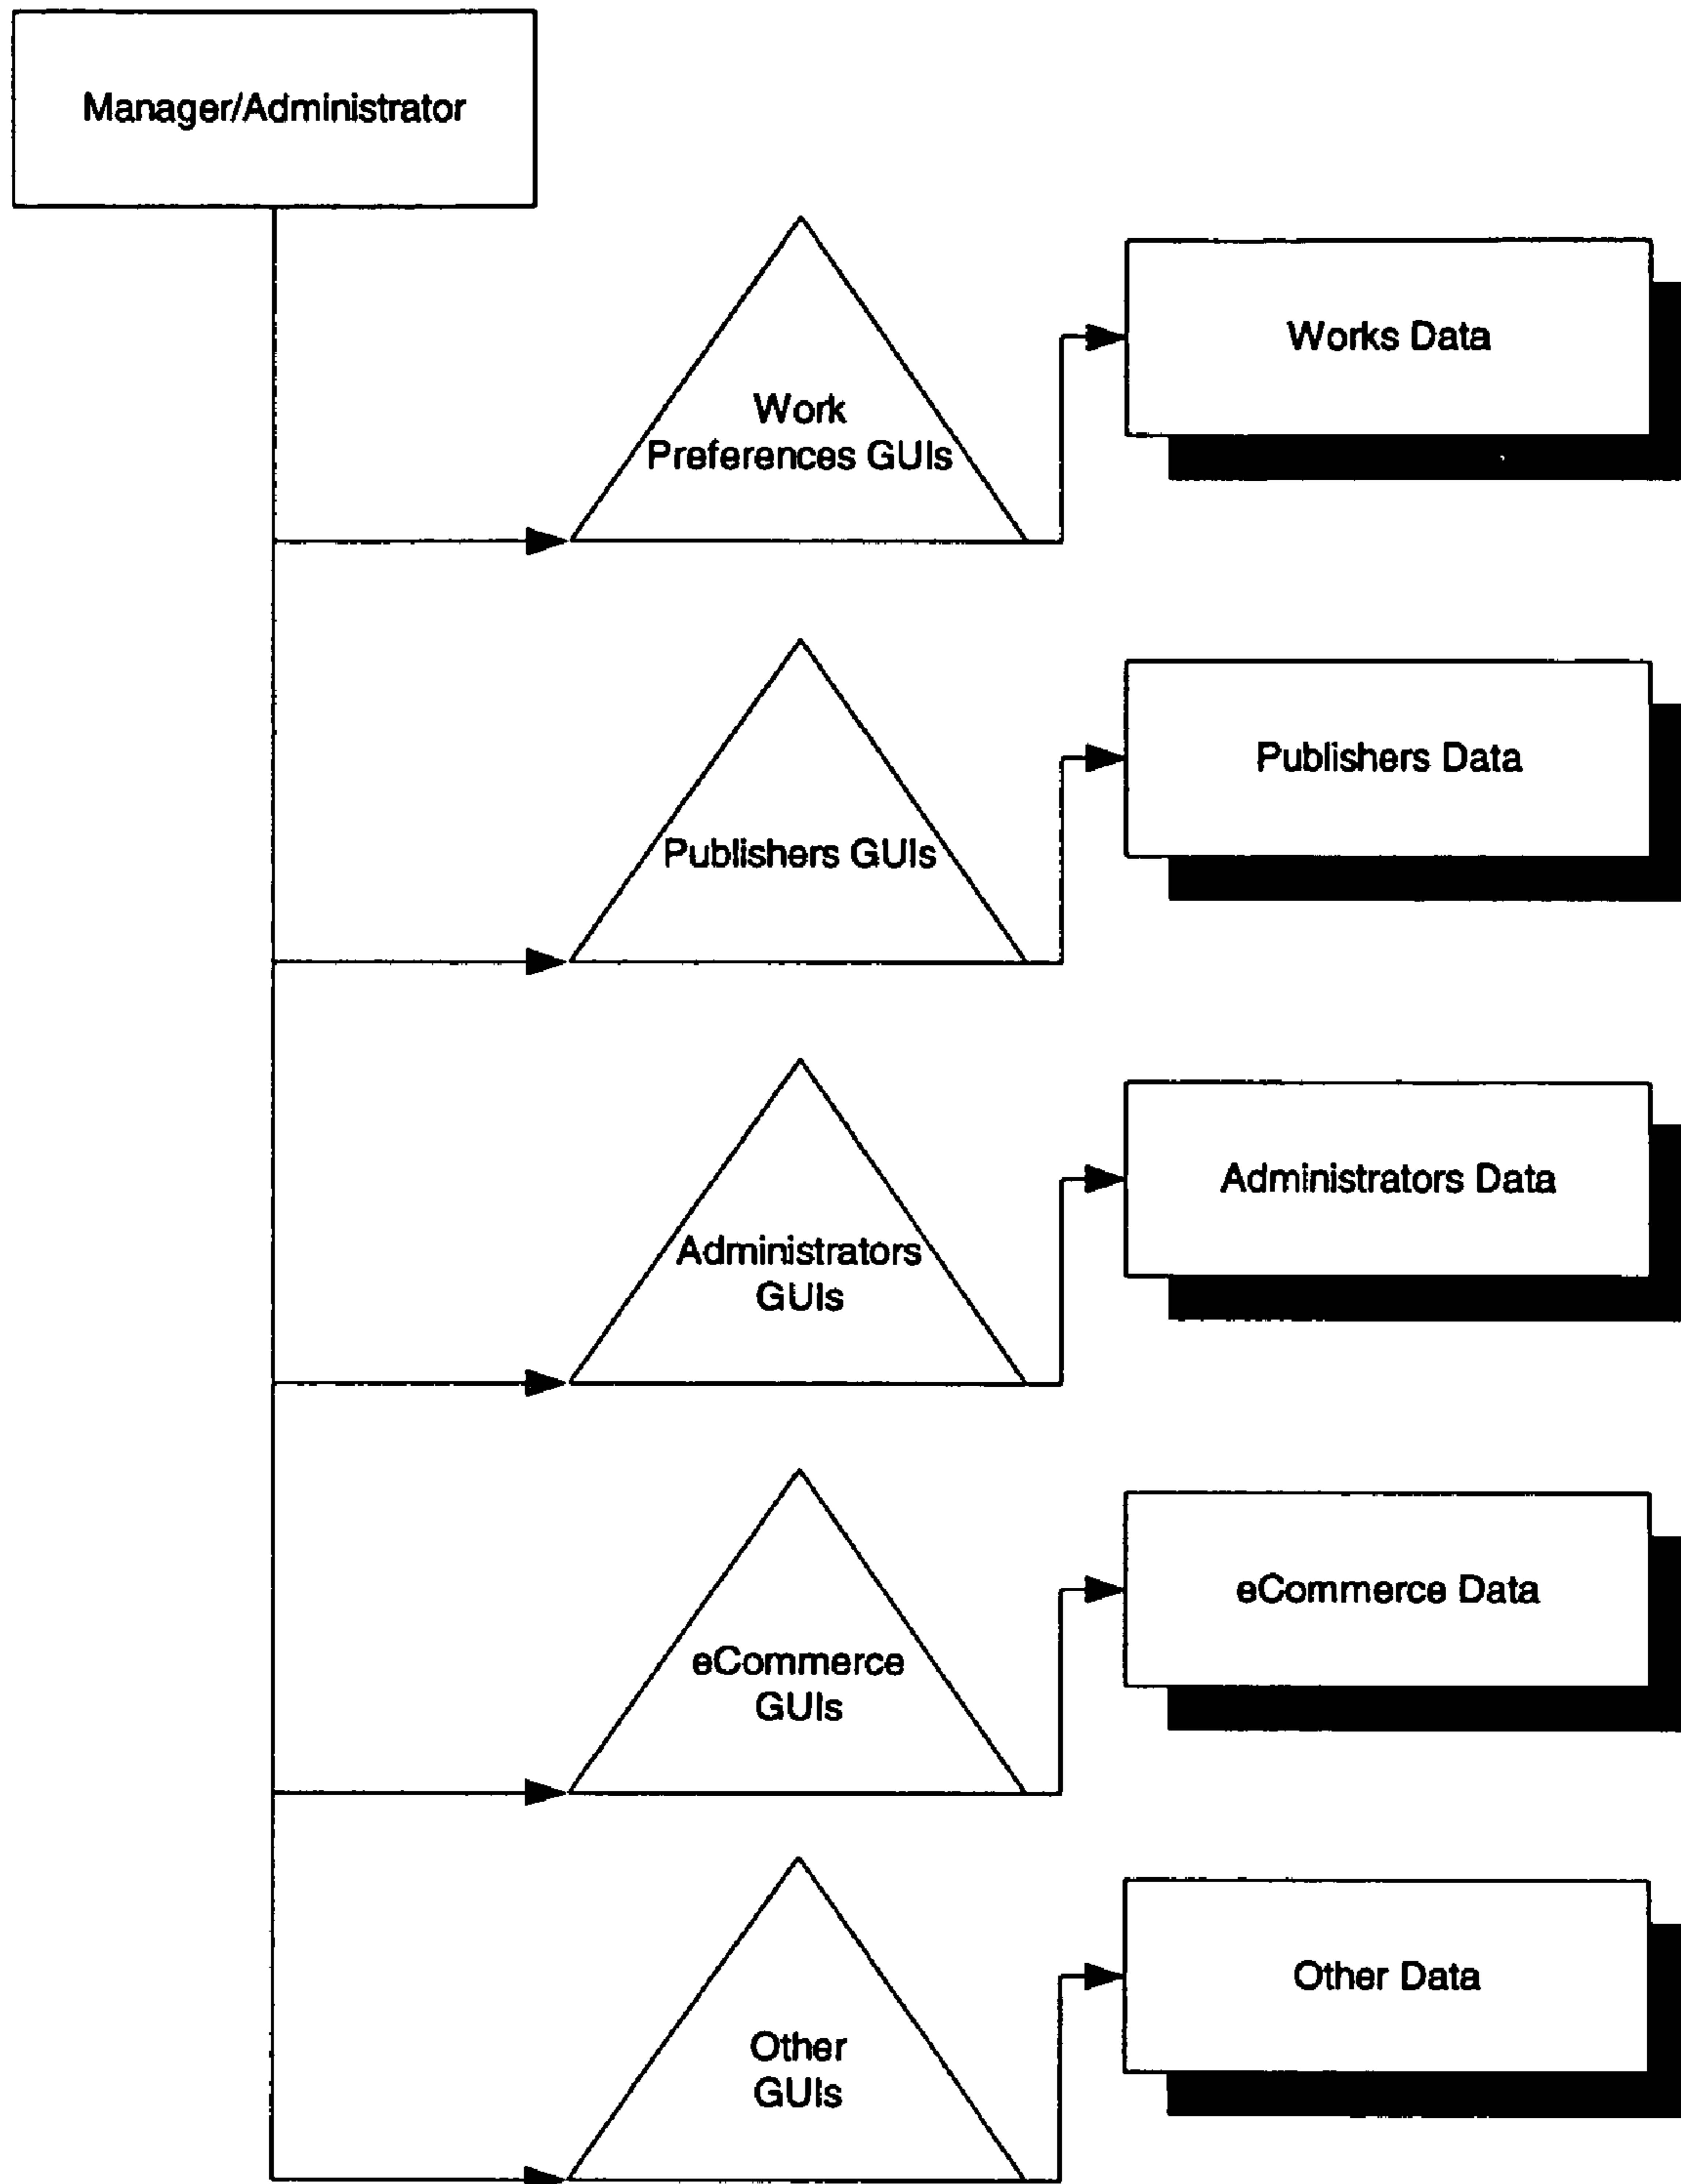 Manager/Administrator
Works Data
Work
Preferences GUIs
Publishers Data
Publishers GUIs
Administrators Data
Administrators
GUIs
eCommerce Data
eCommerce
GUIs
Other Data
Other
GUIs